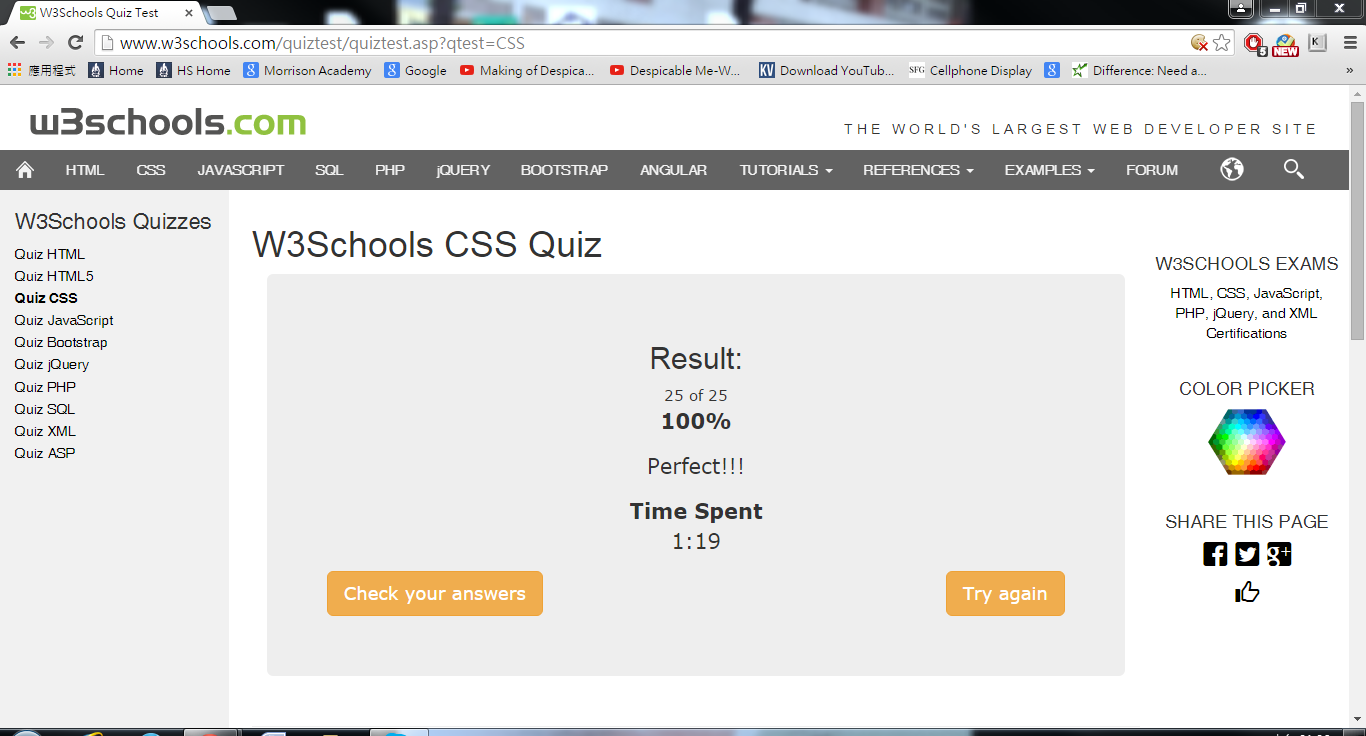 W3Schools Quiz Test
www.w3schools.com/quiztest/quiztest.asp?qtest=CSS
5
NEW
K
應用程式 Home HS Home Morrison Academy Google Making of Despica... Despicable Me-W... KV Download YouTub... SFG Cellphone Display Difference: Need a... »
w3schools.com
THE WORLD'S LARGEST WEB DEVELOPER SITE
HTML CSS JAVASCRIPT SQL PHP jQUERY BOOTSTRAP ANGULAR TUTORIALS REFERENCES EXAMPLES FORUM
W3Schools Quizzes
Quiz HTML
Quiz HTML5
Quiz CSS
Quiz JavaScript
Quiz Bootstrap
Quiz jQuery
Quiz PHP
Quiz SQL
Quiz XML
Quiz ASP
W3Schools CSS Quiz
Result:
25 of 25
100%
Perfect!!!
Time Spent
1:19
Check your answers
Try again
W3SCHOOLS EXAMS
HTML, CSS, JavaScript,
PHP, jQuery, and XML
Certifications
COLOR PICKER
SHARE THIS PAGE